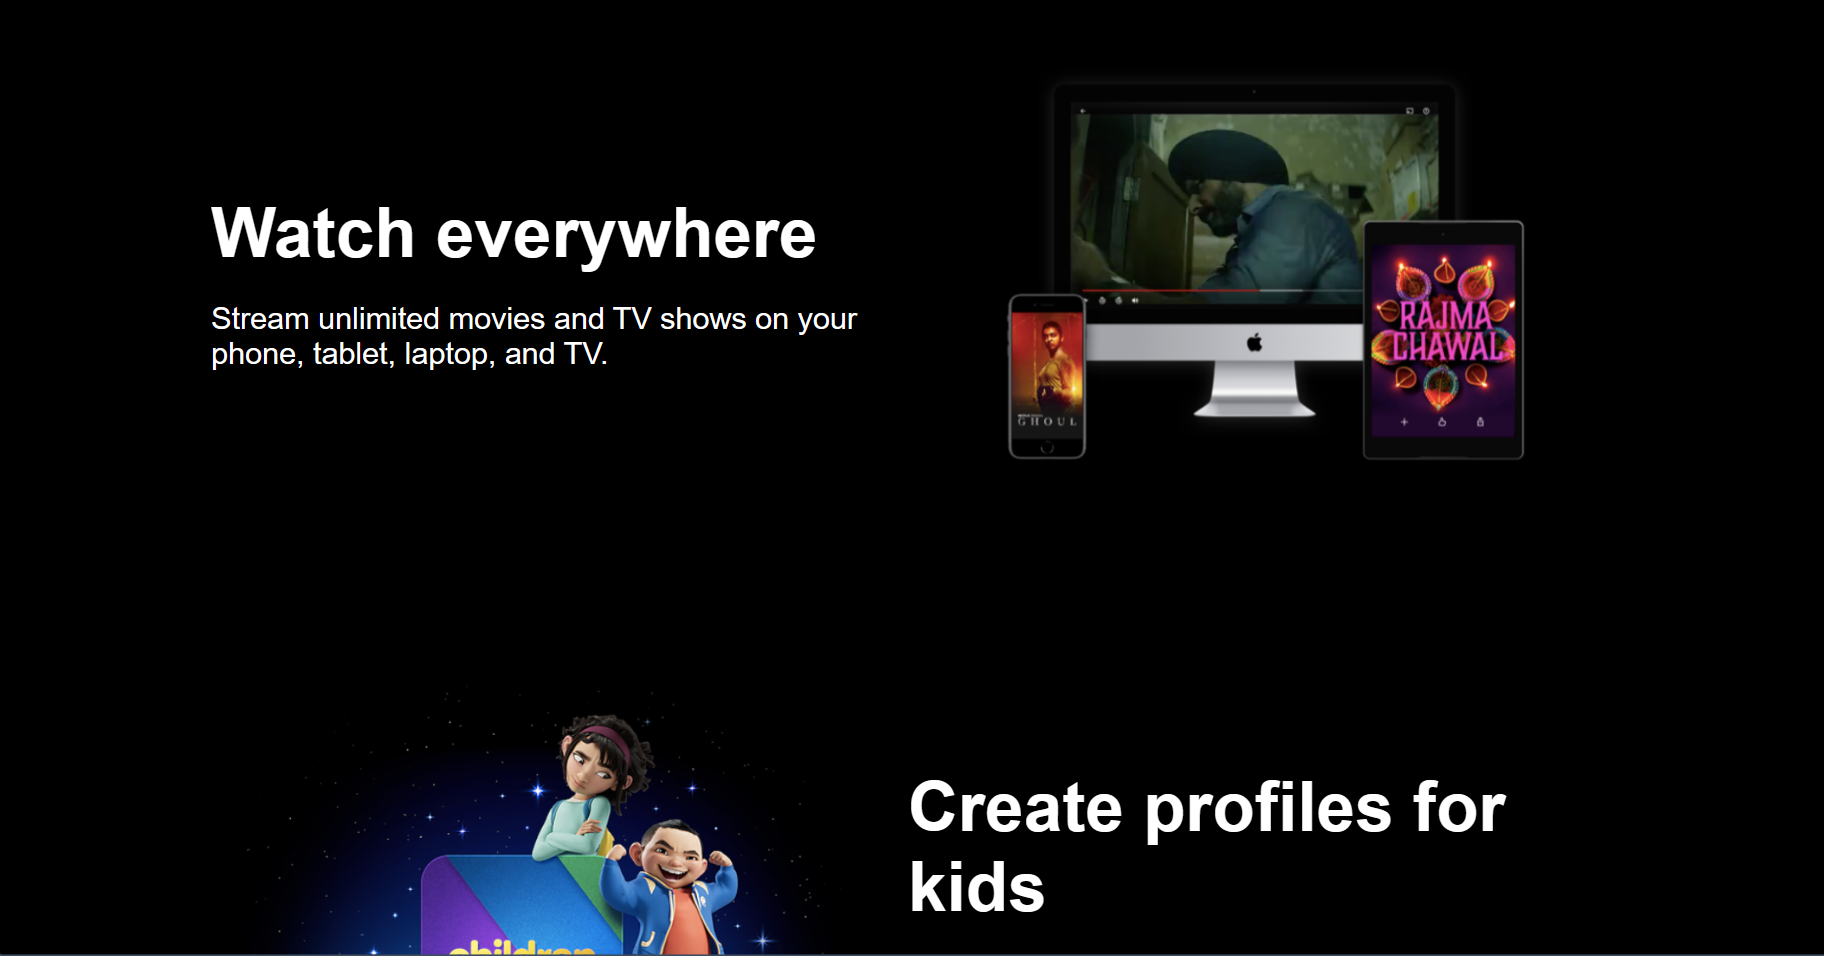 Watch everywhere
Stream unlimited movies and TV shows on your
phone, tablet, laptop, and TV.
RAJMA
CHAWAL
GHOUL
Create profiles for
kids
children